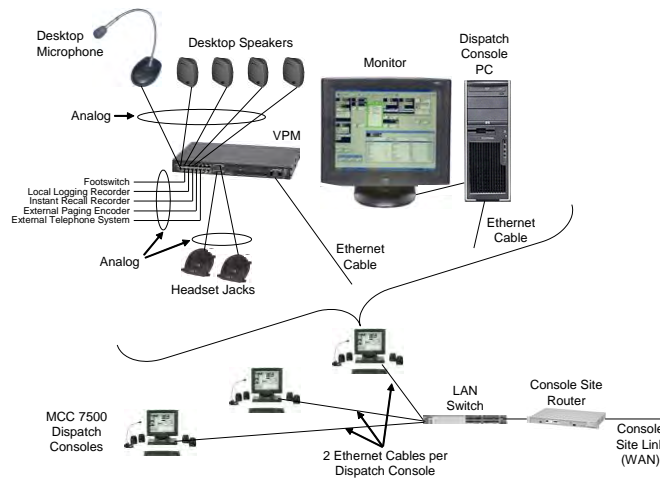 Desktop
Microphone
Desktop Speakers
Monitor
Dispatch
Console
PC
Analog
VPM
Footswitch
Local Logging Recorder
Instant Recall Recorder
External Paging Encoder
External Telephone System
Analog
Headset Jacks
Ethernet
Cable
Ethernet
Cable
MCC 7500
Dispatch
Consoles
LAN
Switch
Console Site
Router
2 Ethernet Cables per
Dispatch Console
Console
Site Link
(WAN)